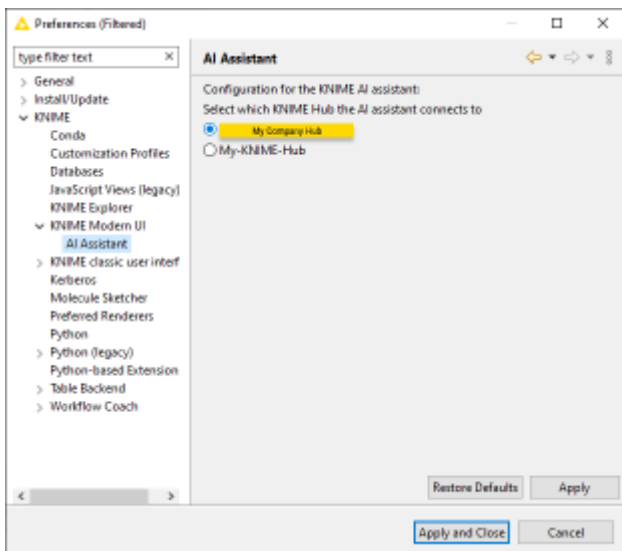 Preferences (Filtered)
type filter text
AI Assistant
General
Install/Update
KNIME
Conda
Customization Profiles
Databases
JavaScript Views (legacy)
KNIME Explorer
KNIME Modern UI
AI Assistant
KNIME classic user interf
Kerberos
Molecule Sketcher
Preferred Renderers
Python
Python (legacy)
Python-based Extension
Table Backend
Workflow Coach
Configuration for the KNIME AI assistant:
Select which KNIME Hub the AI assistant connects to
My Company Hub
My-KNIME-Hub
Restore Defaults
Apply
Apply and Close
Cancel